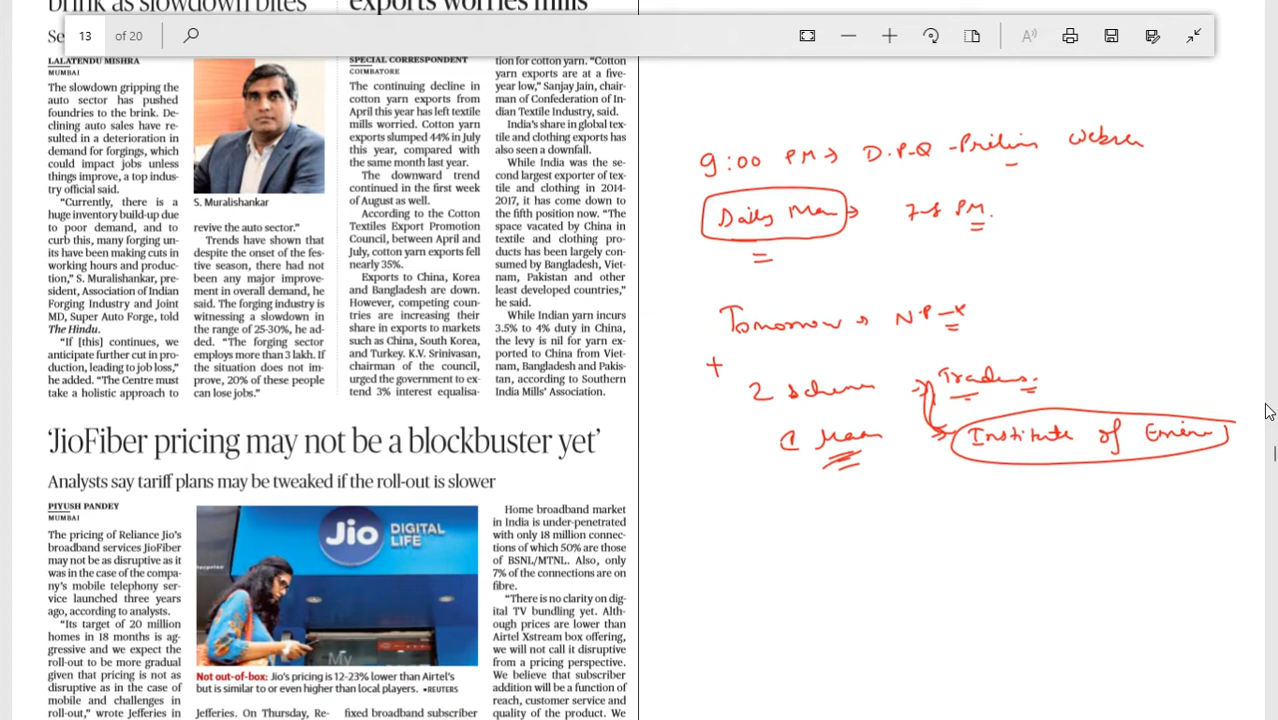 brink as slowdown bites
exports worries mills
13 of 20
Se
LALATENDU MISHRA
MUMBAI
The slowdown gripping the
auto sector has pushed
foundries to the brink. De-
clining auto sales have re-
sulted in a deterioration in
demand for forgings, which
could impact jobs unless
things improve, a top indus-
try official said.
"Currently, there is a
huge inventory build-up due
to poor demand, and to
curb this, many forging un-
its have been making cuts in
working hours and produc-
tion," S. Muralishankar, pre-
sident, Association of Indian
Forging Industry and Joint
MD, Super Auto Forge, told
The Hindu.
"If [this] continues, we
anticipate further cut in pro-
duction, leading to job loss,"
he added. "The Centre must
take a holistic approach to
S. Muralishankar
revive the auto sector."
Trends have shown that
despite the onset of the fes-
tive season, there had not
been any major improve-
ment in overall demand, he
said. The forging industry is
witnessing a slowdown in
the range of 25-30%, he ad-
ded. "The forging sector
employs more than 3 lakh. If
the situation does not im-
prove, 20% of these people
can lose jobs."
SPECIAL CORRESPONDENT
COIMBATORE
The continuing decline in
cotton yarn exports from
April this year has left textile
mills worried. Cotton yarn
exports slumped 44% in July
this year, compared with
the same month last year.
The downward trend
continued in the first week
of August as well.
According to the Cotton
Textiles Export Promotion
Council, between April and
July, cotton yarn exports fell
nearly 35%.
Exports to China, Korea
and Bangladesh are down.
However, competing coun-
tries are increasing their
share in exports to markets
such as China, South Korea,
and Turkey. K.V. Srinivasan,
chairman of the council,
urged the government to ex-
tend 3% interest equalisa-
tion for cotton yarn. "Cotton
yarn exports are at a five-
year low," Sanjay Jain, chair-
man of Confederation of In-
dian Textile Industry, said.
India's share in global tex-
tile and clothing exports has
also seen a downfall.
While India was the se-
cond largest exporter of tex-
tile and clothing in 2014-
2017, it has come down to
the fifth position now. "The
space vacated by China in
textile and clothing pro-
ducts has been largely con-
sumed by Bangladesh, Viet-
nam, Pakistan and other
least developed countries,"
he said.
While Indian yarn incurs
3.5% to 4% duty in China,
the levy is nil for yarn ex-
ported to China from Viet-
nam, Bangladesh and Pakis-
tan, according to Southern
India Mills' Association.
'JioFiber pricing may not be a blockbuster yet'
Analysts say tariff plans may be tweaked if the roll-out is slower
PIYUSH PANDEY
MUMBAI
The pricing of Reliance Jio's
broadband services JioFiber
may not be as disruptive as it
was in the case of the compa-
ny's mobile telephony ser-
vice launched three years
ago, according to analysts.
"Its target of 20 million
homes in 18 months is ag-
gressive and we expect the
roll-out to be more gradual
given that pricing is not as
disruptive as in the case of
mobile and challenges in
roll-out," wrote Jefferies in
Jio DIGITAL
LIFE
My
Not out-of-box: Jio's pricing is 12-23% lower than Airtel's
but is similar to or even higher than local players. •REUTERS
Jefferies. On Thursday, Re-
fixed broadband subscriber
Home broadband market
in India is under-penetrated
with only 18 million connec-
tions of which 50% are those
of BSNL/MTNL. Also, only
7% of the connections are on
fibre.
"There is no clarity on dig-
ital TV bundling yet. Alth-
ough prices are lower than
Airtel Xstream box offering,
we will not call it disruptive
from a pricing perspective.
We believe that subscriber
addition will be a function of
reach, customer service and
quality of the product. We
9:00 PM → D.P.Q - Prelims
Daily → 7-8 PM.
Tomorrow → N.P-X
+ 2 scheme → Traders.
→ Institute of